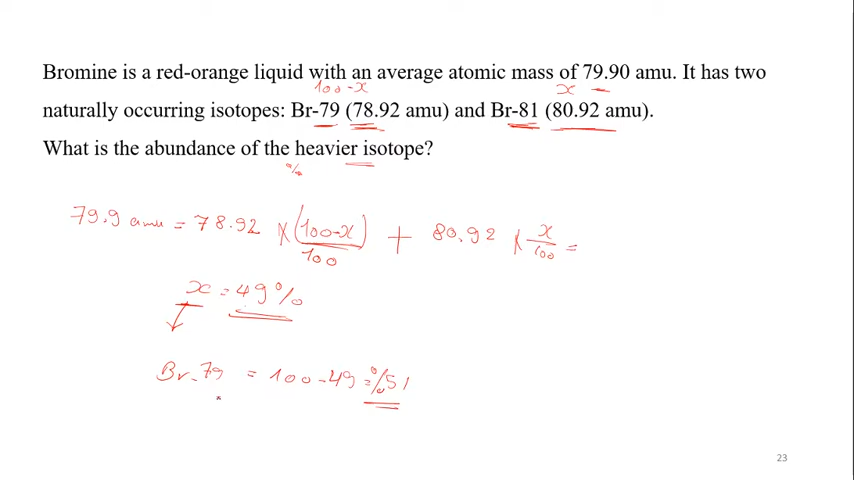 Bromine is a red-orange liquid with an average atomic mass of 79.90 amu. It has two
100-x x
naturally occurring isotopes: Br-79 (78.92 amu) and Br-81 (80.92 amu).
What is the abundance of the heavier isotope?
%
79.9 amu = 78.92 × (100-x)/100 + 80.92 × x/100 =
x = 49%
Br-79 = 100-49 = %51
23